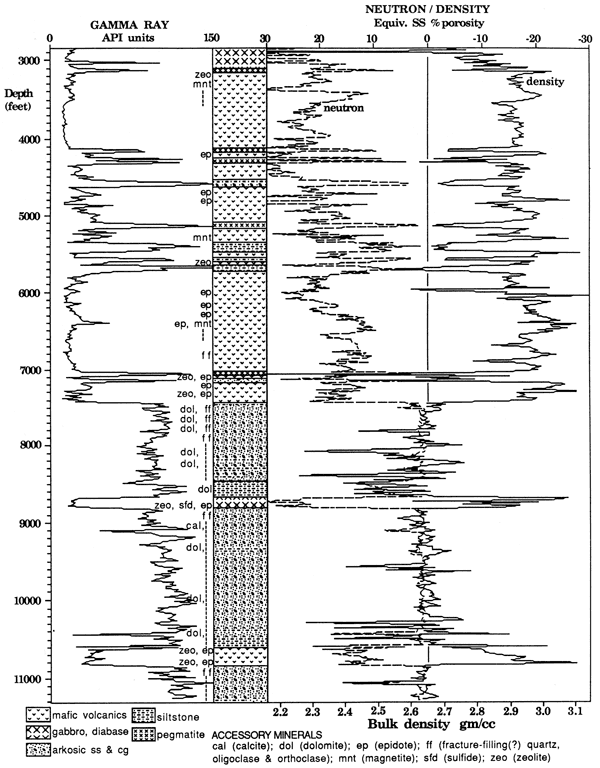 GAMMA RAY
API units
NEUTRON / DENSITY
Equiv. SS % porosity
0 150 30 20 10 0 -10 -20 -30
Depth
(feet)
3000
4000
5000
6000
7000
8000
9000
10000
11000
zeo
mnt
ep
ep
ep
mnt
zeo
ep
ep
ep
ep, mnt
f f
zeo, ep
ep
zeo, ep
dol, ff
dol, ff
dol, ff
f f
dol,
dol,
dol
zeo, sfd, ep
f f
cal,
dol,
dol,
dol,
zeo, ep
zeo, ep
f f
neutron
density
2.2 2.3 2.4 2.5 2.6 2.7 2.8 2.9 3.0 3.1
Bulk density gm/cc
mafic volcanics
siltstone
gabbro, diabase
pegmatite
arkosic ss & cg
ACCESSORY MINERALS
cal (calcite); dol (dolomite); ep (epidote); ff (fracture-filling(?) quartz,
oligoclase & orthoclase); mnt (magnetite); sfd (sulfide); zeo (zeolite)